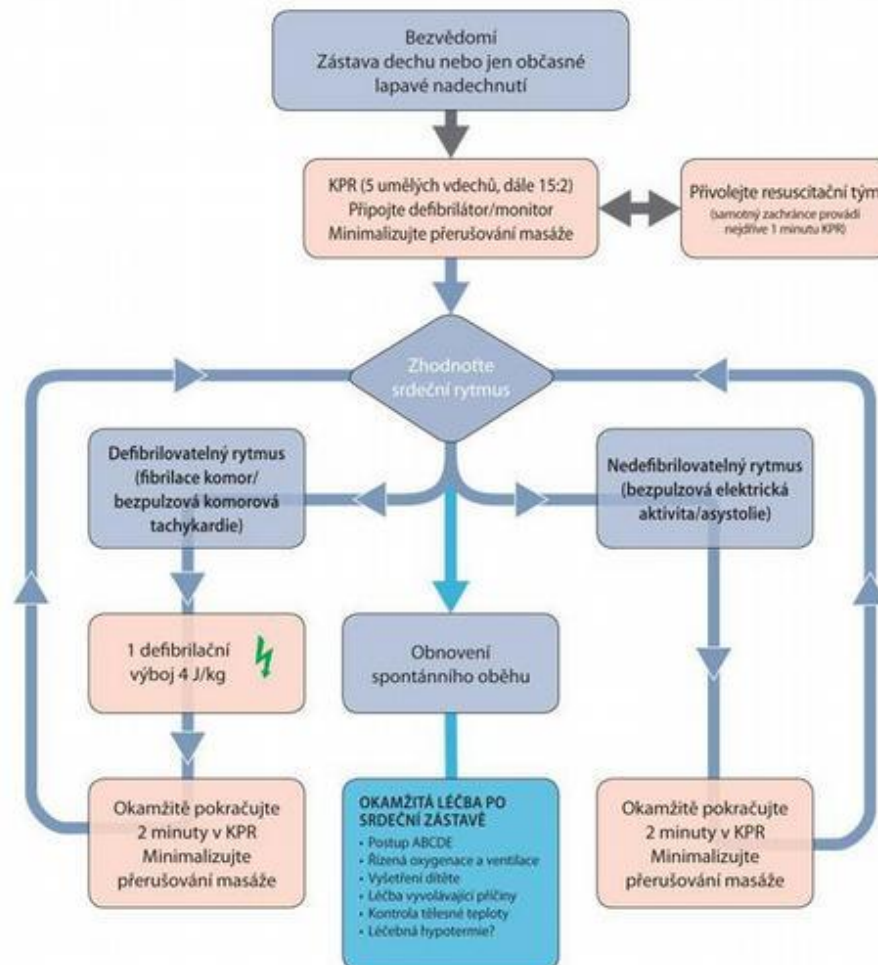 Bezvědomí
Zástava dechu nebo jen občasné
lapavé nadechnutí
KPR (5 umělých vdechů, dále 15:2)
Připojte defibrilátor/monitor
Minimalizujte přerušování masáže
Přivolejte resuscitační tým
(samotný zachránce provádí
nejdříve 1 minutu KPR)
Zhodnoťte
srdeční rytmus
Defibrilovatelný rytmus
(fibrilace komor/
bezpulzová komorová
tachykardie)
Nedefibrilovatelný rytmus
(bezpulzová elektrická
aktivita/asystolie)
1 defibrilační
výboj 4 J/kg
Obnovení
spontánního oběhu
Okamžitě pokračujte
2 minuty v KPR
Minimalizujte
přerušování masáže
OKAMŽITÁ LÉČBA PO
SRDEČNÍ ZÁSTAVĚ
• Postup ABCDE
• Řízená oxygenace a ventilace
• Vyšetření dítěte
• Léčba vyvolávající příčiny
• Kontrola tělesné teploty
• Léčebná hypotermie?
Okamžitě pokračujte
2 minuty v KPR
Minimalizujte
přerušování masáže